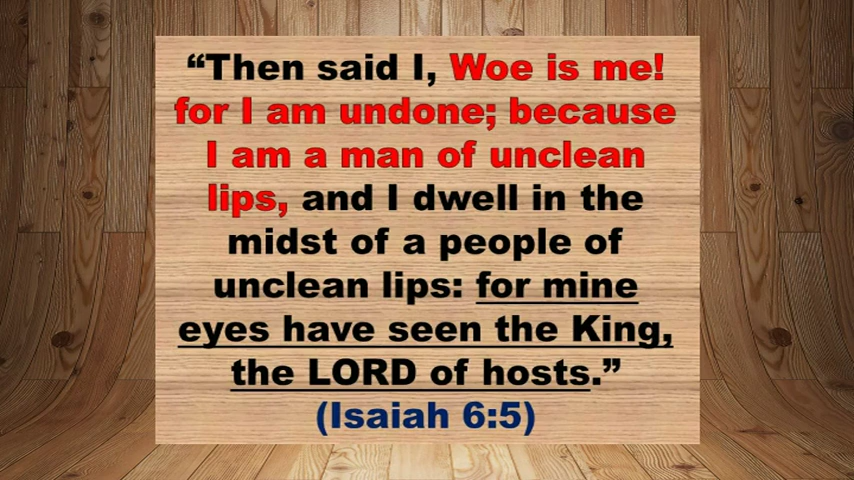 “Then said I, Woe is me!
for I am undone; because
I am a man of unclean
lips, and I dwell in the
midst of a people of
unclean lips: for mine
eyes have seen the King,
the LORD of hosts.”
(Isaiah 6:5)